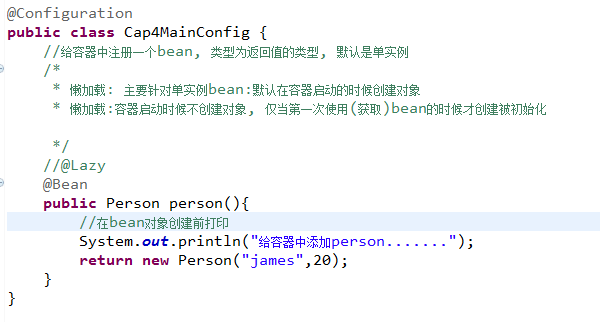 @Configuration
public class Cap4MainConfig {
//给容器中注册一个bean, 类型为返回值的类型, 默认是单实例
/*
* 懒加载: 主要针对单实例bean:默认在容器启动的时候创建对象
* 懒加载:容器启动时候不创建对象, 仅当第一次使用(获取)bean的时候才创建被初始化
*/
//@Lazy
@Bean
public Person person(){
//在bean对象创建前打印
System.out.println("给容器中添加person.......");
return new Person("james",20);
}
}